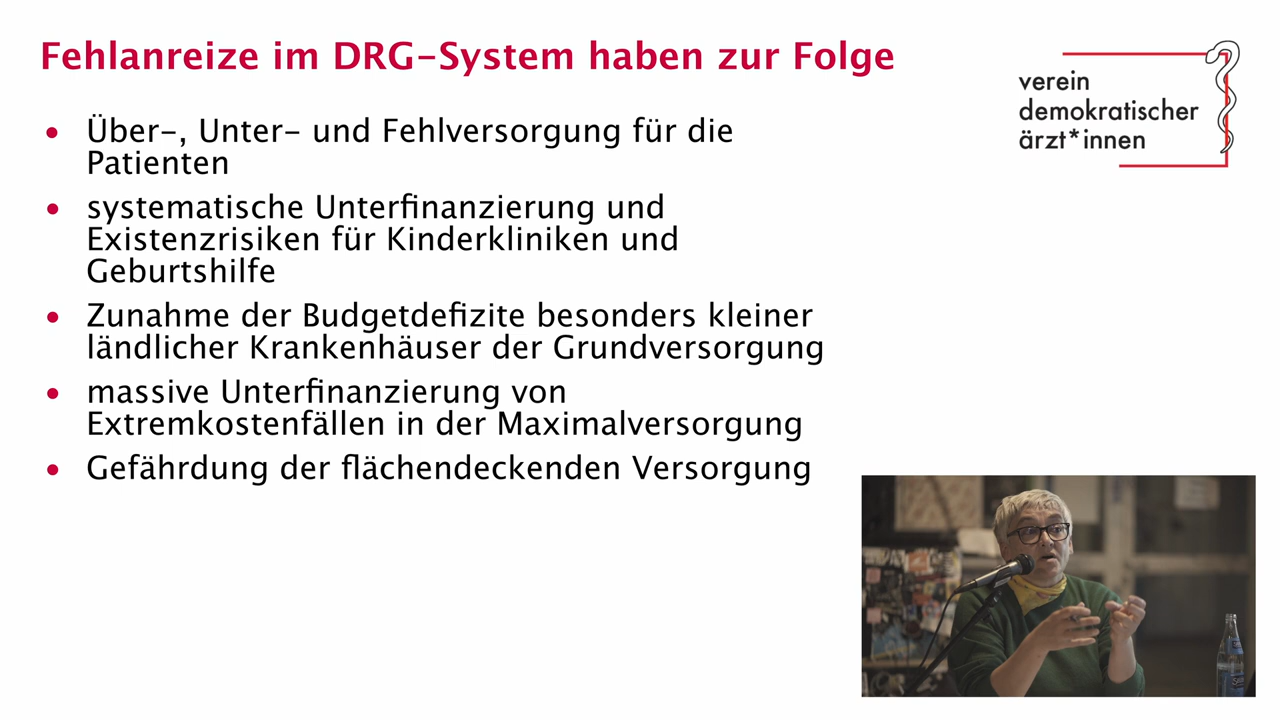 Fehlanreize im DRG-System haben zur Folge
verein
demokratischer
ärzt*innen
• Über-, Unter- und Fehlversorgung für die
Patienten
• systematische Unterfinanzierung und
Existenzrisiken für Kinderkliniken und
Geburtshilfe
• Zunahme der Budgetdefizite besonders kleiner
ländlicher Krankenhäuser der Grundversorgung
• massive Unterfinanzierung von
Extremkostenfällen in der Maximalversorgung
• Gefährdung der flächendeckenden Versorgung